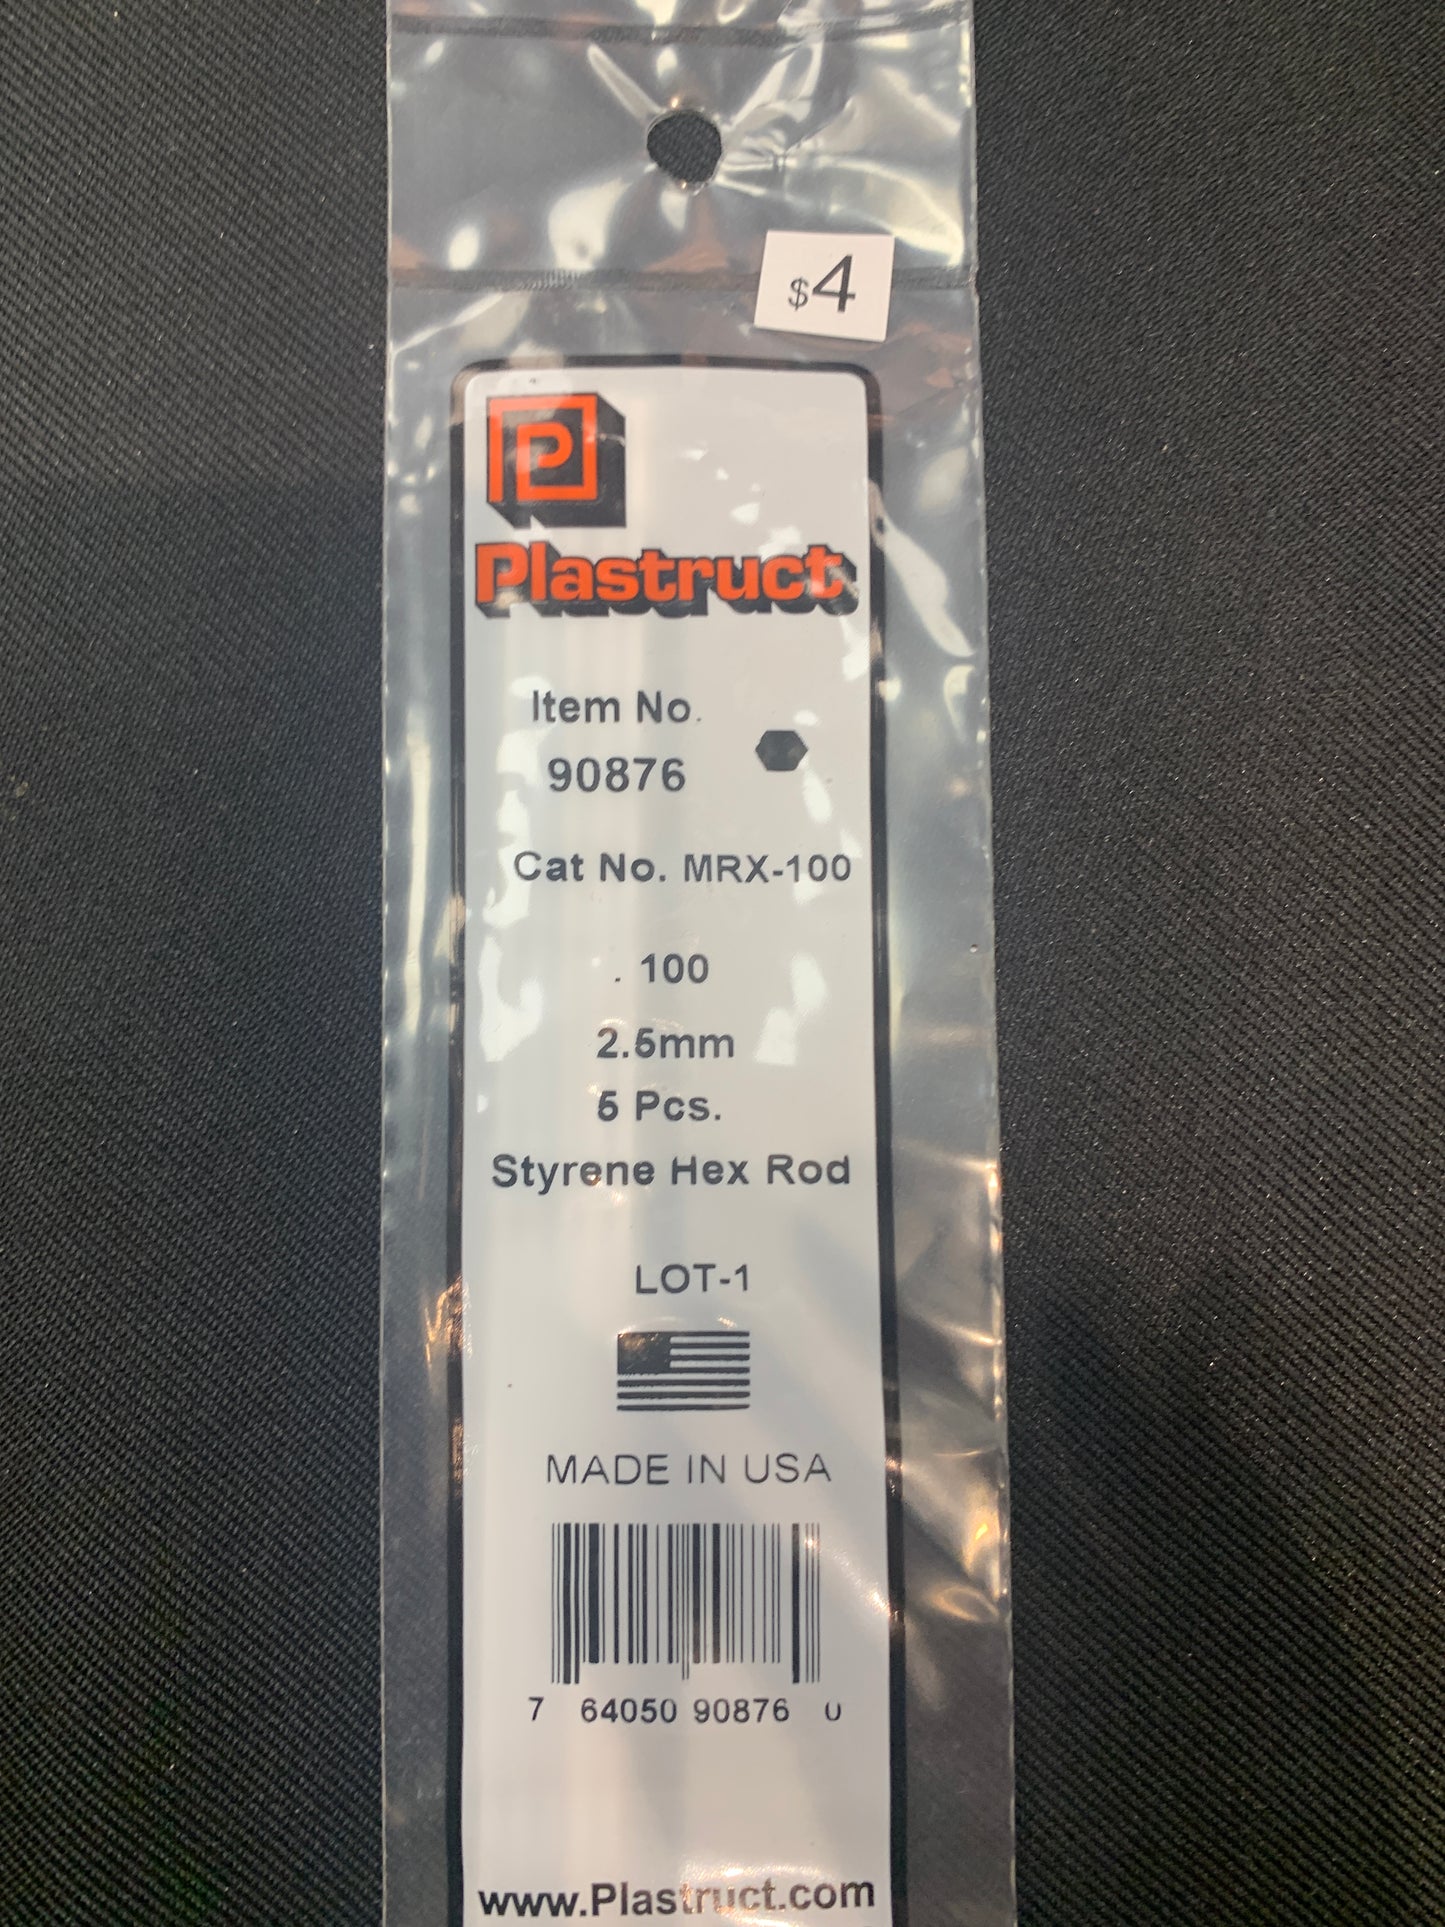 $4
P
Plastruct
Item No.
90876
Cat No. MRX-100
. 100
2.5mm
5 Pcs.
Styrene Hex Rod
LOT-1
MADE IN USA
7 64050 90876 0
www.Plastruct.com